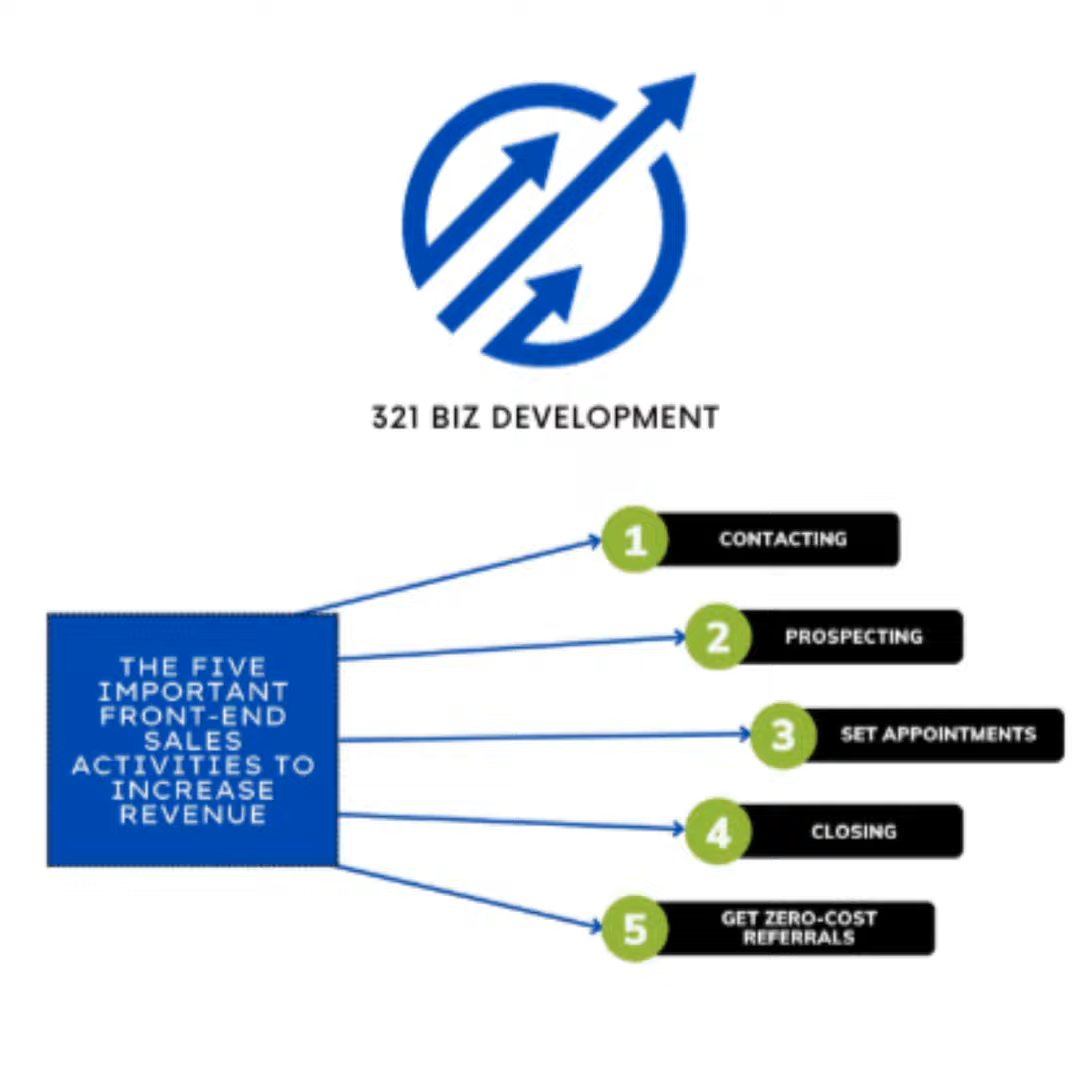 321 BIZ DEVELOPMENT
THE FIVE
IMPORTANT
FRONT-END
SALES
ACTIVITIES TO
INCREASE
REVENUE
1 CONTACTING
2 PROSPECTING
3 SET APPOINTMENTS
4 CLOSING
5 GET ZERO-COST
REFERRALS